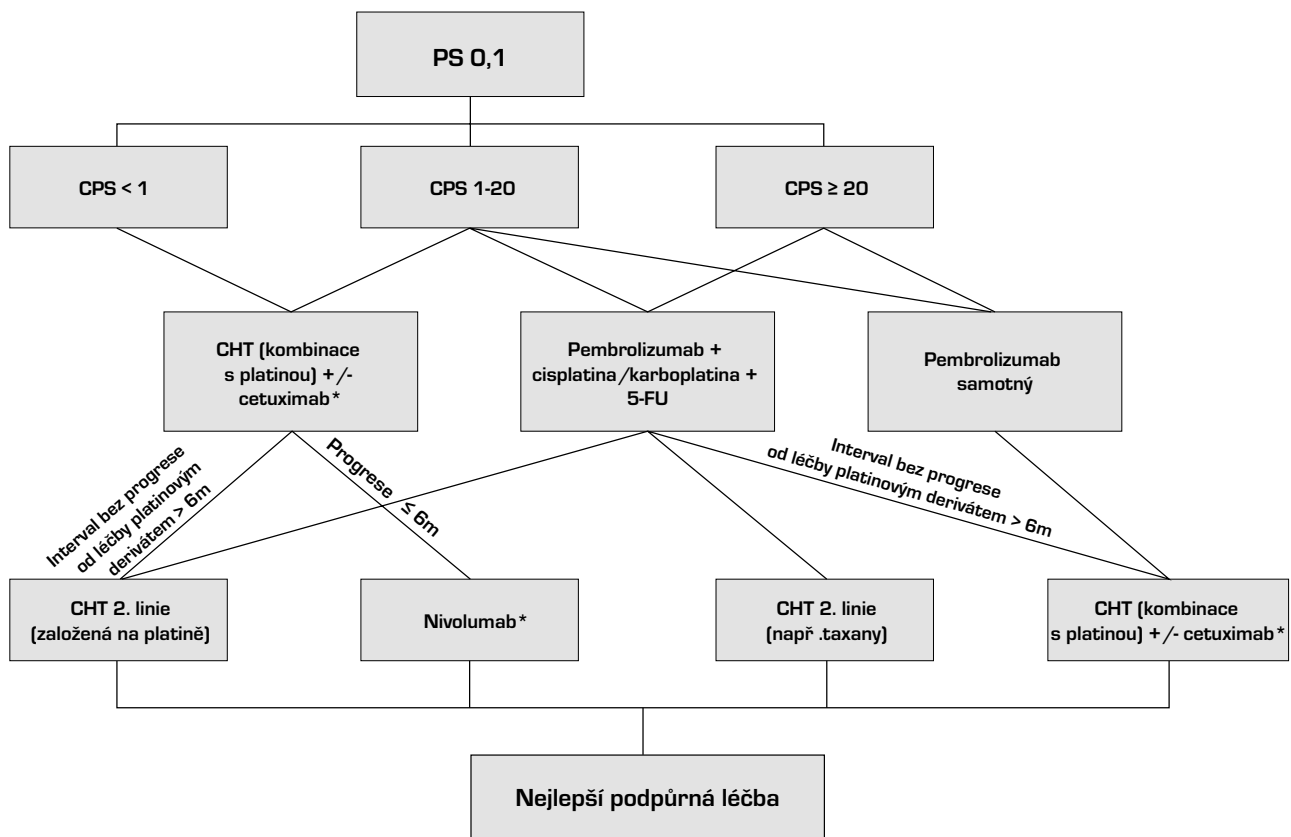 PS 0,1
CPS < 1
CPS 1-20
CPS ≥ 20
CHT (kombinace
s platinou) +/-
cetuximab*
Pembrolizumab +
cisplatina/karboplatina +
5-FU
Pembrolizumab
samotný
Interval bez progrese
od léčby platinovým
derivátem > 6m
Progrese ≤ 6m
Interval bez progrese
od léčby platinovým derivátem > 6m
CHT 2. linie
(založená na platině)
Nivolumab*
CHT 2. linie
(např .taxany)
CHT (kombinace
s platinou) +/- cetuximab*
Nejlepší podpůrná léčba